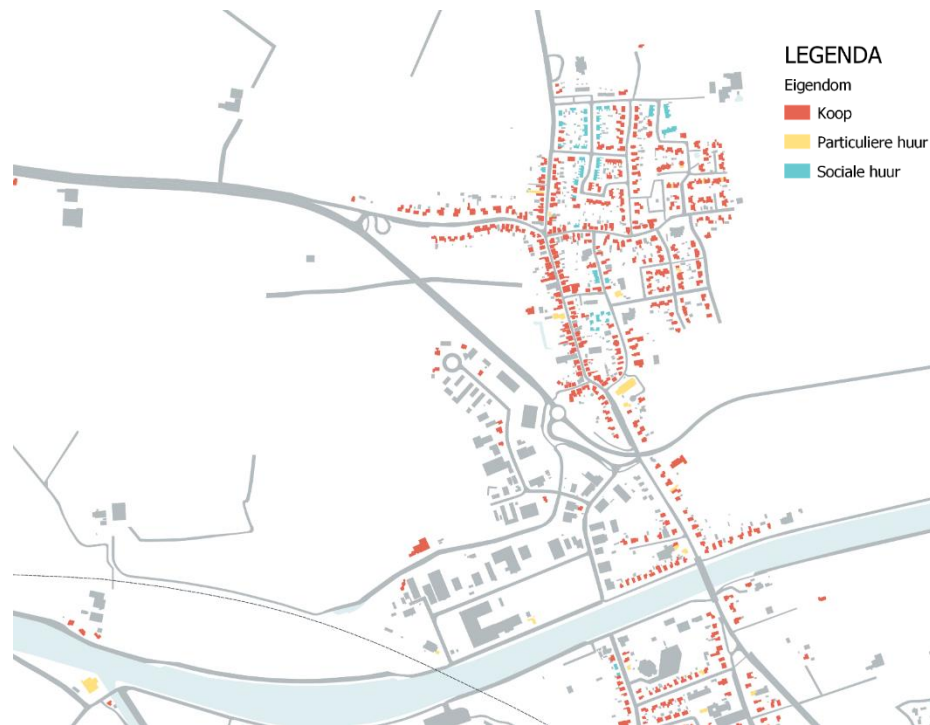 LEGENDA
Eigendom
Koop
Particuliere huur
Sociale huur